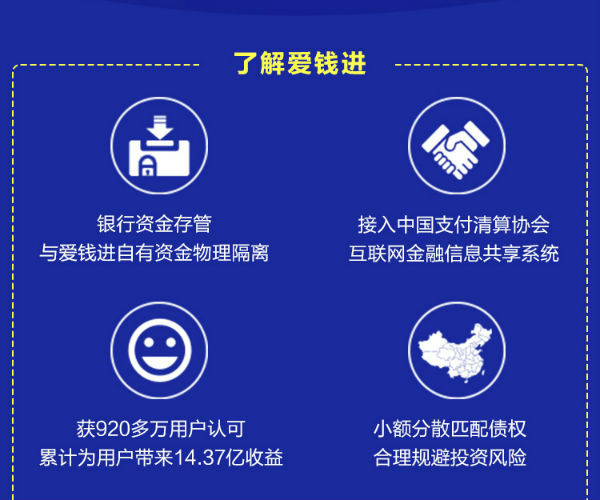 了解爱钱进
银行资金存管
与爱钱进自有资金物理隔离
接入中国支付清算协会
互联网金融信息共享系统
获920多万用户认可
累计为用户带来14.37亿收益
小额分散匹配债权
合理规避投资风险